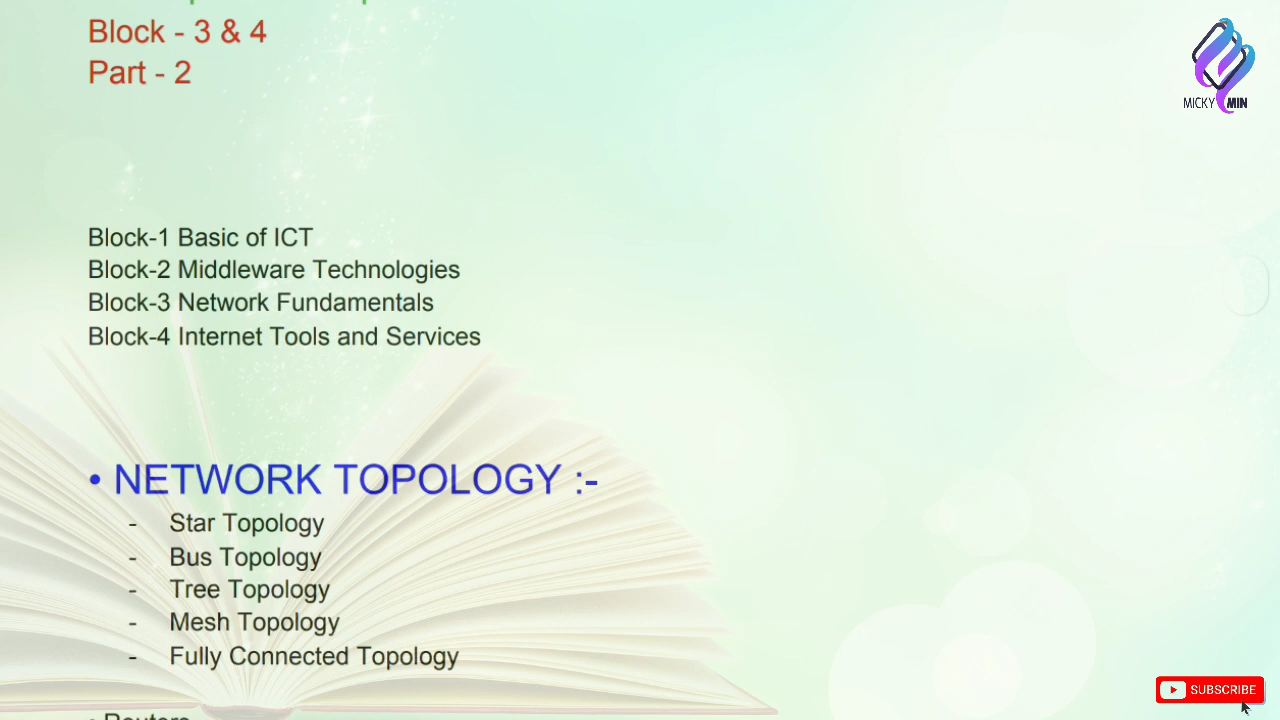 Block - 3 & 4
Part - 2
MICKY MIN
Block-1 Basic of ICT
Block-2 Middleware Technologies
Block-3 Network Fundamentals
Block-4 Internet Tools and Services
• NETWORK TOPOLOGY :-
- Star Topology
- Bus Topology
- Tree Topology
- Mesh Topology
- Fully Connected Topology
SUBSCRIBE
• Routers